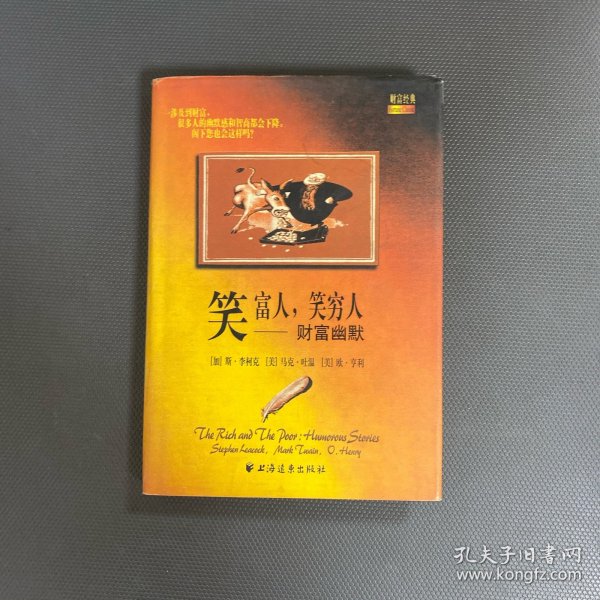 一涉及到财富，
很多人的幽默感和智商都会下降。
阁下您也会这样吗？
财富经典
笑富人，笑穷人
——财富幽默
[加] 斯·李柯克 [美] 马克·吐温 [美] 欧·亨利
The Rich and The Poor: Humorous Stories
Stephen Leacock, Mark Twain, O. Henry
上海远东出版社
孔夫子旧书网
www.kongfz.com